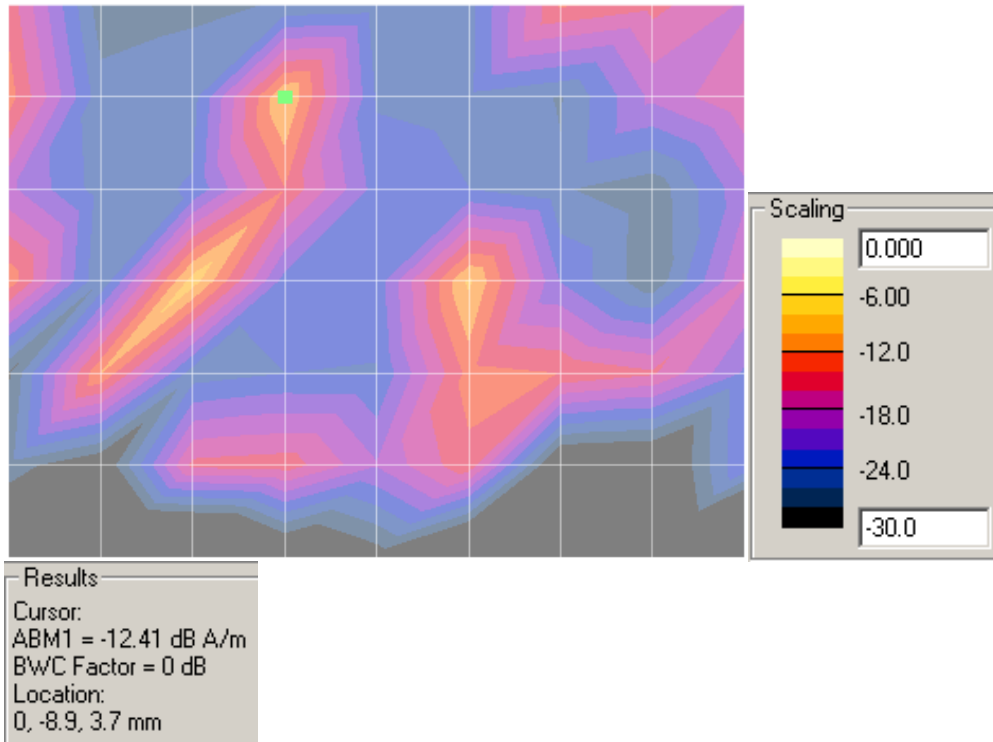 Scaling
0.000
-6.00
-12.0
-18.0
-24.0
-30.0
Results
Cursor:
ABM1 = -12.41 dB A/m
BWC Factor = 0 dB
Location:
0, -8.9, 3.7 mm